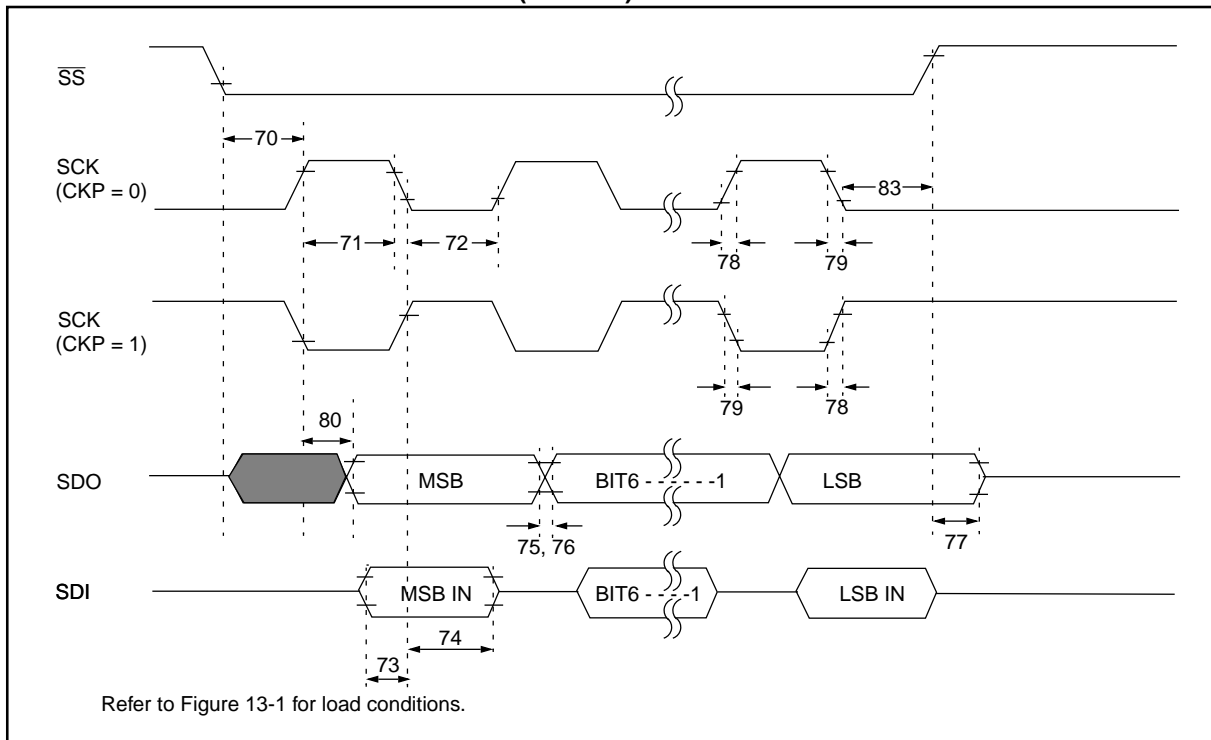 SS
70
SCK
(CKP = 0)
83
71
72
78
79
SCK
(CKP = 1)
79
78
80
SDO
MSB
BIT6 - - - - - -1
LSB
75, 76
77
SDI
MSB IN
BIT6 - - - -1
LSB IN
74
73
Refer to Figure 13-1 for load conditions.